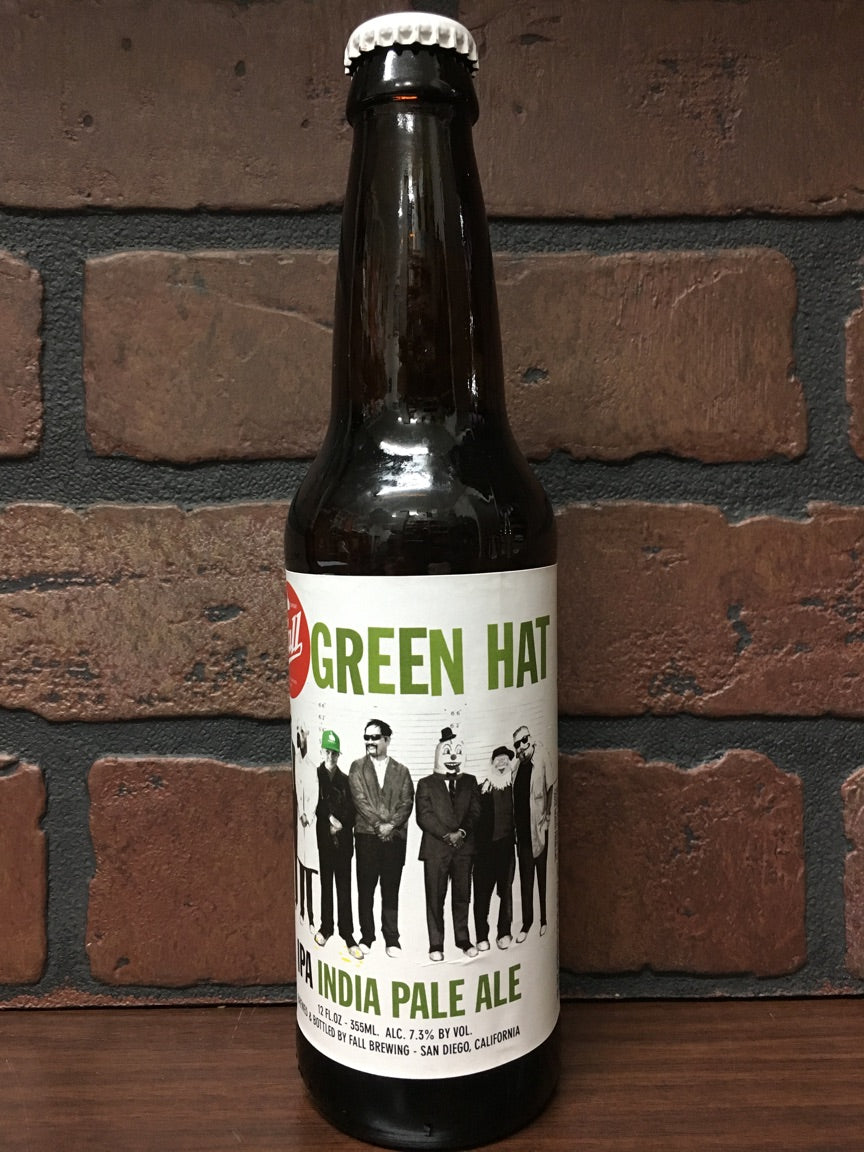 GREEN HAT
IPA INDIA PALE ALE
12 FL.OZ - 355ML. ALC. 7.3% BY VOL.
& BOTTLED BY FALL BREWING - SAN DIEGO, CALIFORNIA